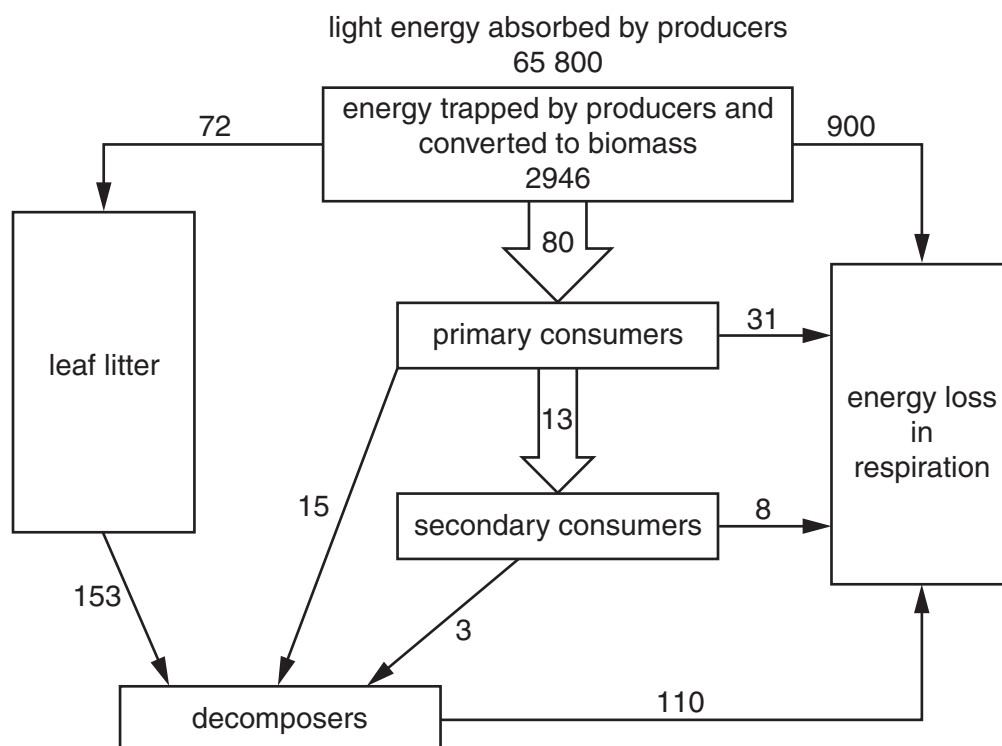 light energy absorbed by producers
65 800
energy trapped by producers and
converted to biomass
2946
72
900
80
leaf litter
primary consumers
31
energy loss
in
respiration
13
15
secondary consumers
8
153
3
decomposers
110